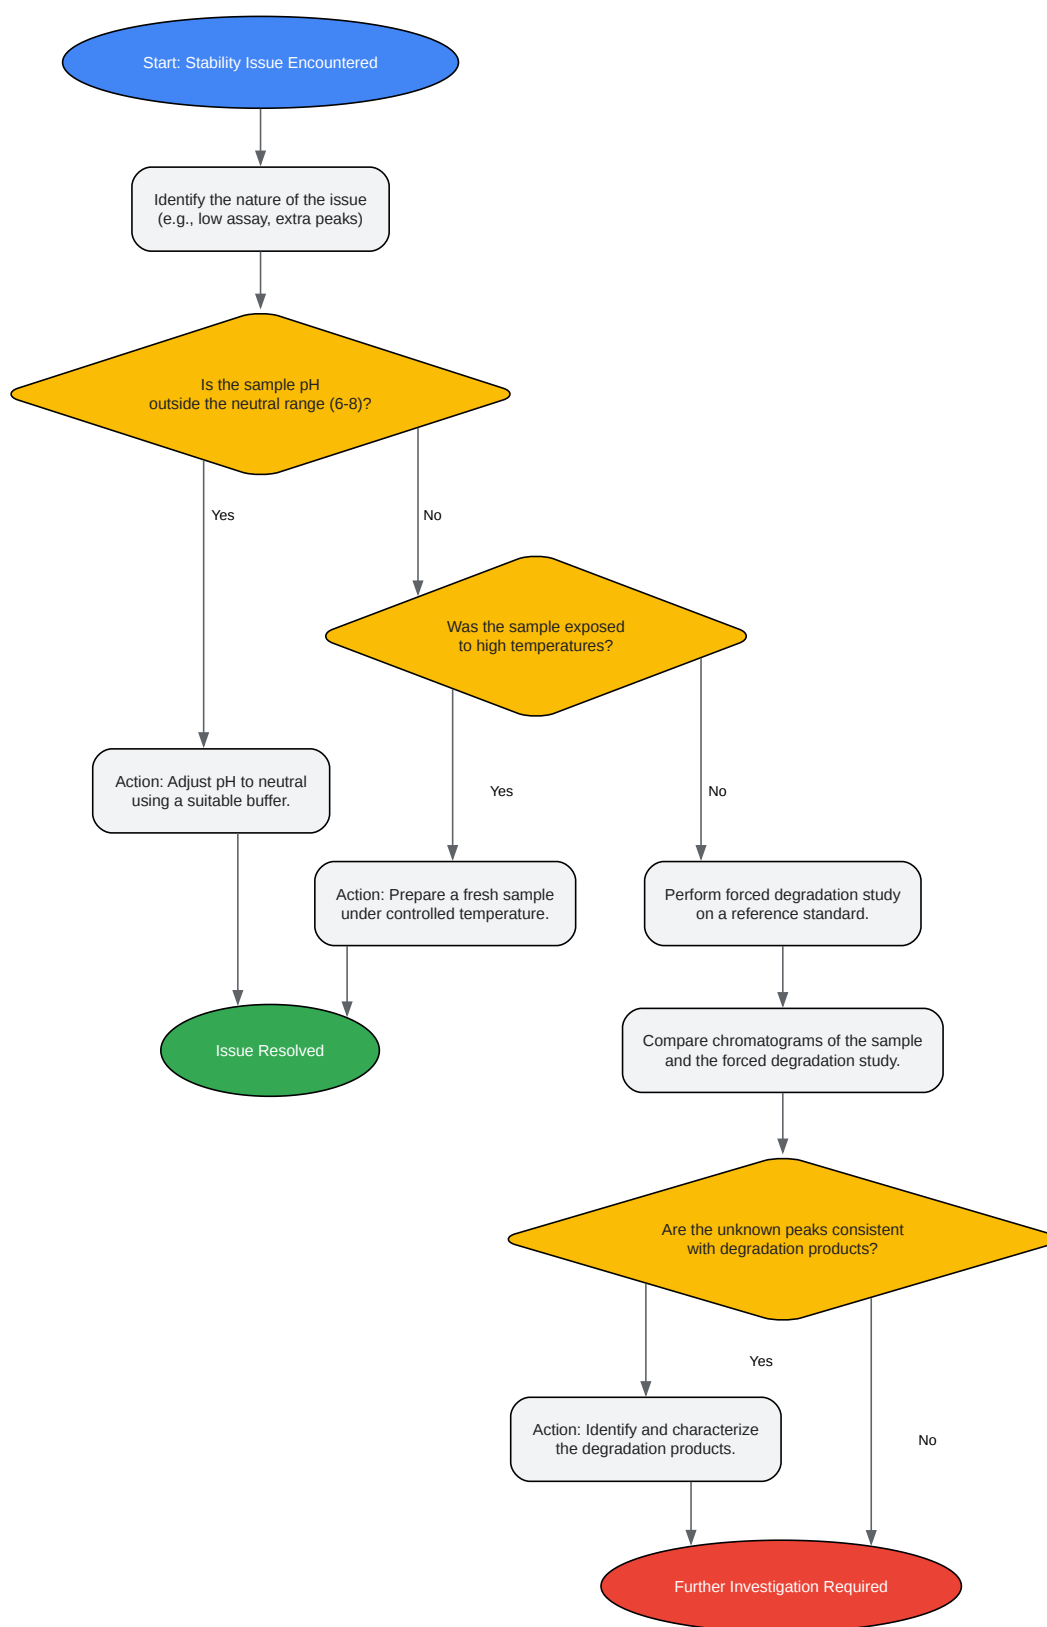 Start: Stability Issue Encountered
Identify the nature of the issue
(e.g., low assay, extra peaks)
Is the sample pH
outside the neutral range (6-8)?
Yes
No
Was the sample exposed
to high temperatures?
Action: Adjust pH to neutral
using a suitable buffer.
Yes
No
Action: Prepare a fresh sample
under controlled temperature.
Perform forced degradation study
on a reference standard.
Issue Resolved
Compare chromatograms of the sample
and the forced degradation study.
Are the unknown peaks consistent
with degradation products?
Yes
No
Action: Identify and characterize
the degradation products.
Further Investigation Required